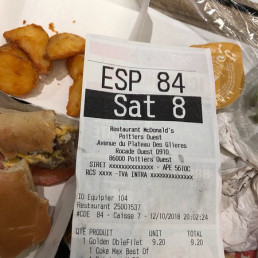 ESP 84
Sat 8
Restaurant McDonald's
Poitiers Ouest
Avenue du Plateau Des Glieres
Rocade Ouest D910,
86000 Poitiers Ouest
SIRET xxxxxxxxxxxxxx - APE 5610C
RCS xxxx -TVA INTRA xxxxxxxxxxxxx
ID Equipier 104
Restaurant 25001537
#CDE 84 - Caisse 7 - 12/10/2018 20:02:24
QTE PRODUIT UNIT TOTAL
1 Golden DbleFilet 9.20 9.20
1 Coke Max Best Of